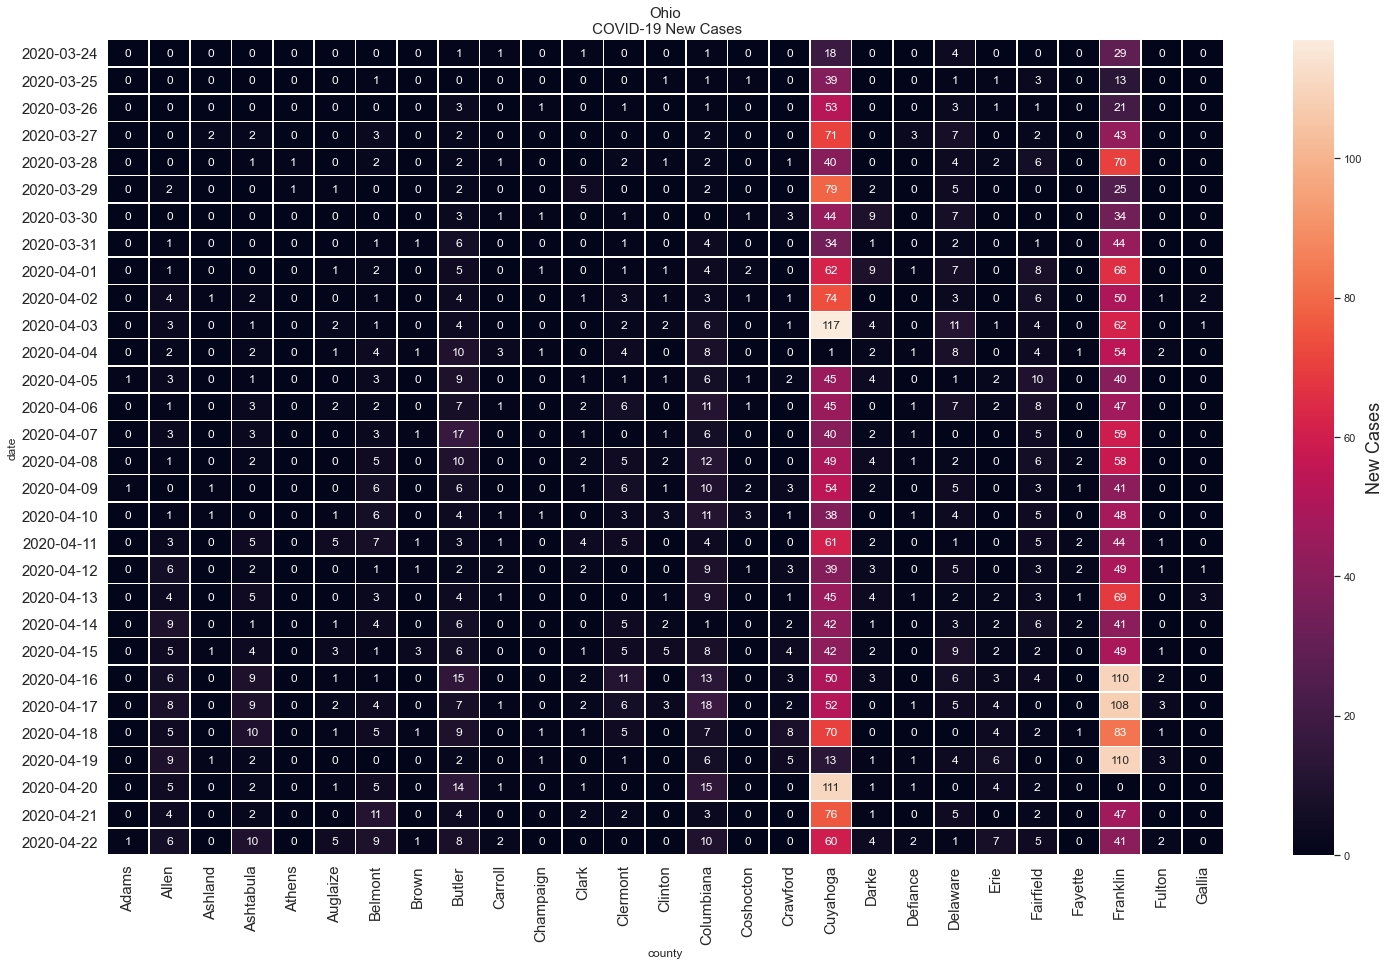 Ohio
COVID-19 New Cases
2020-03-24 0 0 0 0 0 0 0 0 1 1 0 1 0 0 1 0 0 18 0 0 4 0 0 0 29 0 0
2020-03-25 0 0 0 0 0 0 1 0 0 0 0 0 0 1 1 1 0 39 0 0 1 1 3 0 13 0 0
2020-03-26 0 0 0 0 0 0 0 0 3 0 1 0 1 0 1 0 0 53 0 0 3 1 1 0 21 0 0
2020-03-27 0 0 2 2 0 0 3 0 2 0 0 0 0 0 2 0 0 71 0 3 7 0 2 0 43 0 0
2020-03-28 0 0 0 1 1 0 2 0 2 1 0 0 2 1 2 0 1 40 0 0 4 2 6 0 70 0 0
2020-03-29 0 2 0 0 1 1 0 0 2 0 0 5 0 0 2 0 0 79 2 0 5 0 0 0 25 0 0
2020-03-30 0 0 0 0 0 0 0 0 3 1 1 0 1 0 0 1 3 44 9 0 7 0 0 0 34 0 0
2020-03-31 0 1 0 0 0 0 1 1 6 0 0 0 1 0 4 0 0 34 1 0 2 0 1 0 44 0 0
2020-04-01 0 1 0 0 0 1 2 0 5 0 1 0 1 1 4 2 0 62 9 1 7 0 8 0 66 0 0
2020-04-02 0 4 1 2 0 0 1 0 4 0 0 1 3 1 3 1 1 74 0 0 3 0 6 0 50 1 2
2020-04-03 0 3 0 1 0 2 1 0 4 0 0 0 2 2 6 0 1 117 4 0 11 1 4 0 62 0 1
2020-04-04 0 2 0 2 0 1 4 1 10 3 1 0 4 0 8 0 0 1 2 1 8 0 4 1 54 2 0
2020-04-05 1 3 0 1 0 0 3 0 9 0 0 1 1 1 6 1 2 45 4 0 1 2 10 0 40 0 0
2020-04-06 0 1 0 3 0 2 2 0 7 1 0 2 6 0 11 1 0 45 0 1 7 2 8 0 47 0 0
2020-04-07 0 3 0 3 0 0 3 1 17 0 0 1 0 1 6 0 0 40 2 1 0 0 5 0 59 0 0
2020-04-08 0 1 0 2 0 0 5 0 10 0 0 2 5 2 12 0 0 49 4 1 2 0 6 2 58 0 0
2020-04-09 1 0 1 0 0 0 6 0 6 0 0 1 6 1 10 2 3 54 2 0 5 0 3 1 41 0 0
2020-04-10 0 1 1 0 0 1 6 0 4 1 1 0 3 3 11 3 1 38 0 1 4 0 5 0 48 0 0
2020-04-11 0 3 0 5 0 5 7 1 3 1 0 4 5 0 4 0 0 61 2 0 1 0 5 2 44 1 0
2020-04-12 0 6 0 2 0 0 1 1 2 2 0 2 0 0 9 1 3 39 3 0 5 0 3 2 49 1 1
2020-04-13 0 4 0 5 0 0 3 0 4 1 0 0 0 1 9 0 1 45 4 1 2 2 3 1 69 0 3
2020-04-14 0 9 0 1 0 1 4 0 6 0 0 0 5 2 1 0 2 42 1 0 3 2 6 2 41 0 0
2020-04-15 0 5 1 4 0 3 1 3 6 0 0 1 5 5 8 0 4 42 2 0 9 2 2 0 49 1 0
2020-04-16 0 6 0 9 0 1 1 0 15 0 0 2 11 0 13 0 3 50 3 0 6 3 4 0 110 2 0
2020-04-17 0 8 0 9 0 2 4 0 7 1 0 2 6 3 18 0 2 52 0 1 5 4 0 0 108 3 0
2020-04-18 0 5 0 10 0 1 5 1 9 0 1 1 5 0 7 0 8 70 0 0 0 4 2 1 83 1 0
2020-04-19 0 9 1 2 0 0 2 0 2 0 1 0 1 0 6 0 5 13 1 1 4 6 0 0 110 3 0
2020-04-20 0 5 0 2 0 1 5 0 14 1 0 1 0 0 15 0 0 111 1 1 0 4 2 0 0 0 0
2020-04-21 0 4 0 2 0 0 11 0 4 0 0 2 2 0 3 0 0 76 1 0 5 0 2 0 47 0 0
2020-04-22 1 6 0 10 0 5 9 1 8 2 0 0 0 0 10 0 0 60 4 2 1 7 5 0 41 2 0
Adams Allen Ashland Ashtabula Athens Auglaize Belmont Brown Butler Carroll Champaign Clark Clermont Clinton Columbiana Coshocton Crawford Cuyahoga Darke Defiance Delaware Erie Fairfield Fayette Franklin Fulton Gallia
county
date
100
80
60
40
20
0
New Cases